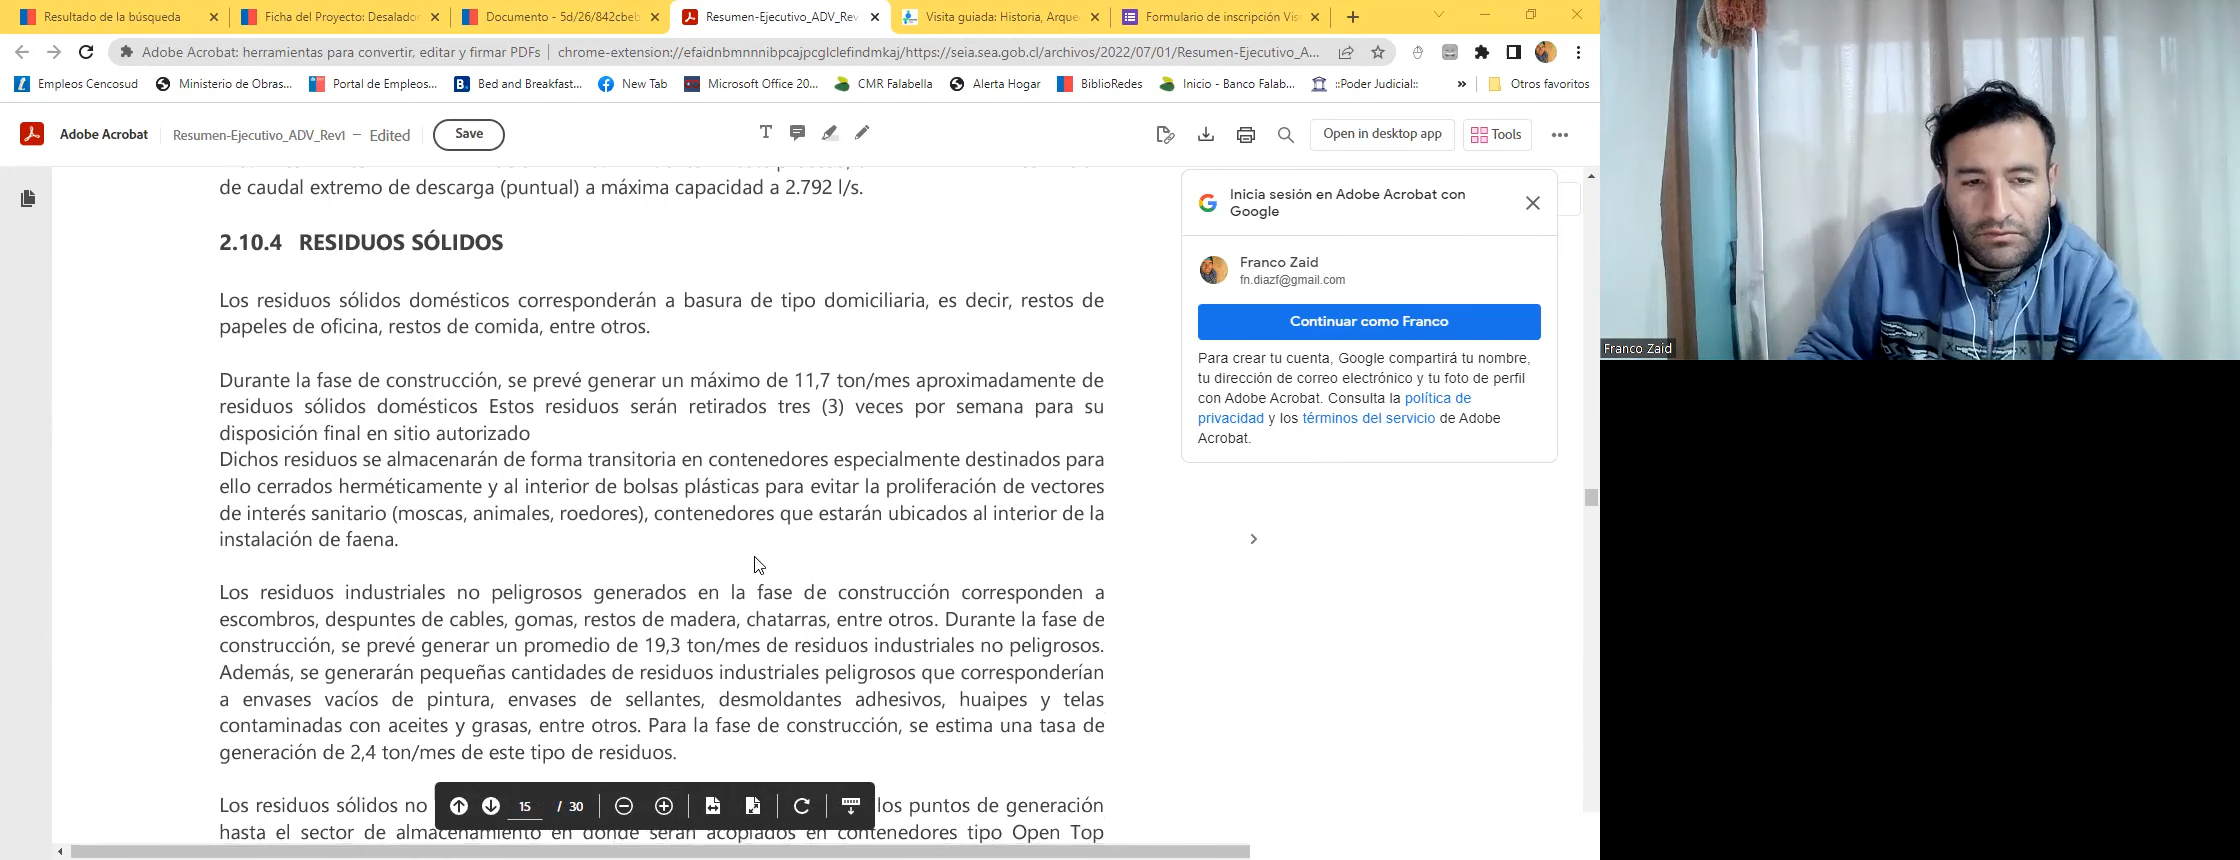 Resultado de la búsqueda
Ficha del Proyecto: Desalador
Documento - 5d/26/842cbeb
Resumen-Ejecutivo_ADV_Rev
Visita guiada: Historia, Arque
Formulario de inscripción Vis
Adobe Acrobat: herramientas para convertir, editar y firmar PDFs | chrome-extension://efaidnbmnnnibpcajpcglclefindmkaj/https://seia.sea.gob.cl/archivos/2022/07/01/Resumen-Ejecutivo_A...
Empleos Cencosud
Ministerio de Obras...
Portal de Empleos...
Bed and Breakfast...
New Tab
Microsoft Office 20...
CMR Falabella
Alerta Hogar
BiblioRedes
Inicio - Banco Falab...
::Poder Judicial::
»
Otros favoritos
Adobe Acrobat
Resumen-Ejecutivo_ADV_Rev1 — Edited
Save
Open in desktop app
Tools
de caudal extremo de descarga (puntual) a máxima capacidad a 2.792 l/s.
2.10.4 RESIDUOS SÓLIDOS
Los residuos sólidos domésticos corresponderán a basura de tipo domiciliaria, es decir, restos de
papeles de oficina, restos de comida, entre otros.
Durante la fase de construcción, se prevé generar un máximo de 11,7 ton/mes aproximadamente de
residuos sólidos domésticos Estos residuos serán retirados tres (3) veces por semana para su
disposición final en sitio autorizado
Dichos residuos se almacenarán de forma transitoria en contenedores especialmente destinados para
ello cerrados herméticamente y al interior de bolsas plásticas para evitar la proliferación de vectores
de interés sanitario (moscas, animales, roedores), contenedores que estarán ubicados al interior de la
instalación de faena.
Los residuos industriales no peligrosos generados en la fase de construcción corresponden a
escombros, despuntes de cables, gomas, restos de madera, chatarras, entre otros. Durante la fase de
construcción, se prevé generar un promedio de 19,3 ton/mes de residuos industriales no peligrosos.
Además, se generarán pequeñas cantidades de residuos industriales peligrosos que corresponderían
a envases vacíos de pintura, envases de sellantes, desmoldantes adhesivos, huaipes y telas
contaminadas con aceites y grasas, entre otros. Para la fase de construcción, se estima una tasa de
generación de 2,4 ton/mes de este tipo de residuos.
Los residuos sólidos no los puntos de generación
hasta el sector de almacenamiento en donde serán acopiados en contenedores tipo Open Top
15 / 30
Inicia sesión en Adobe Acrobat con
Google
Franco Zaid
fn.diazf@gmail.com
Continuar como Franco
Para crear tu cuenta, Google compartirá tu nombre,
tu dirección de correo electrónico y tu foto de perfil
con Adobe Acrobat. Consulta la política de
privacidad y los términos del servicio de Adobe
Acrobat.
Franco Zaid